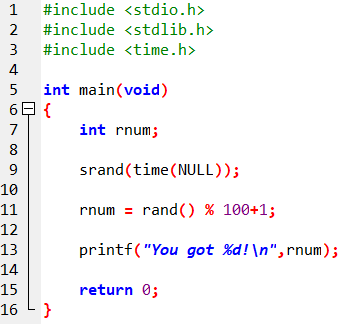 1 #include <stdio.h>
2 #include <stdlib.h>
3 #include <time.h>
4
5 int main(void)
6 {
7     int rnum;
8
9     srand(time(NULL));
10
11     rnum = rand() % 100+1;
12
13     printf("You got %d!\n",rnum);
14
15     return 0;
16 }